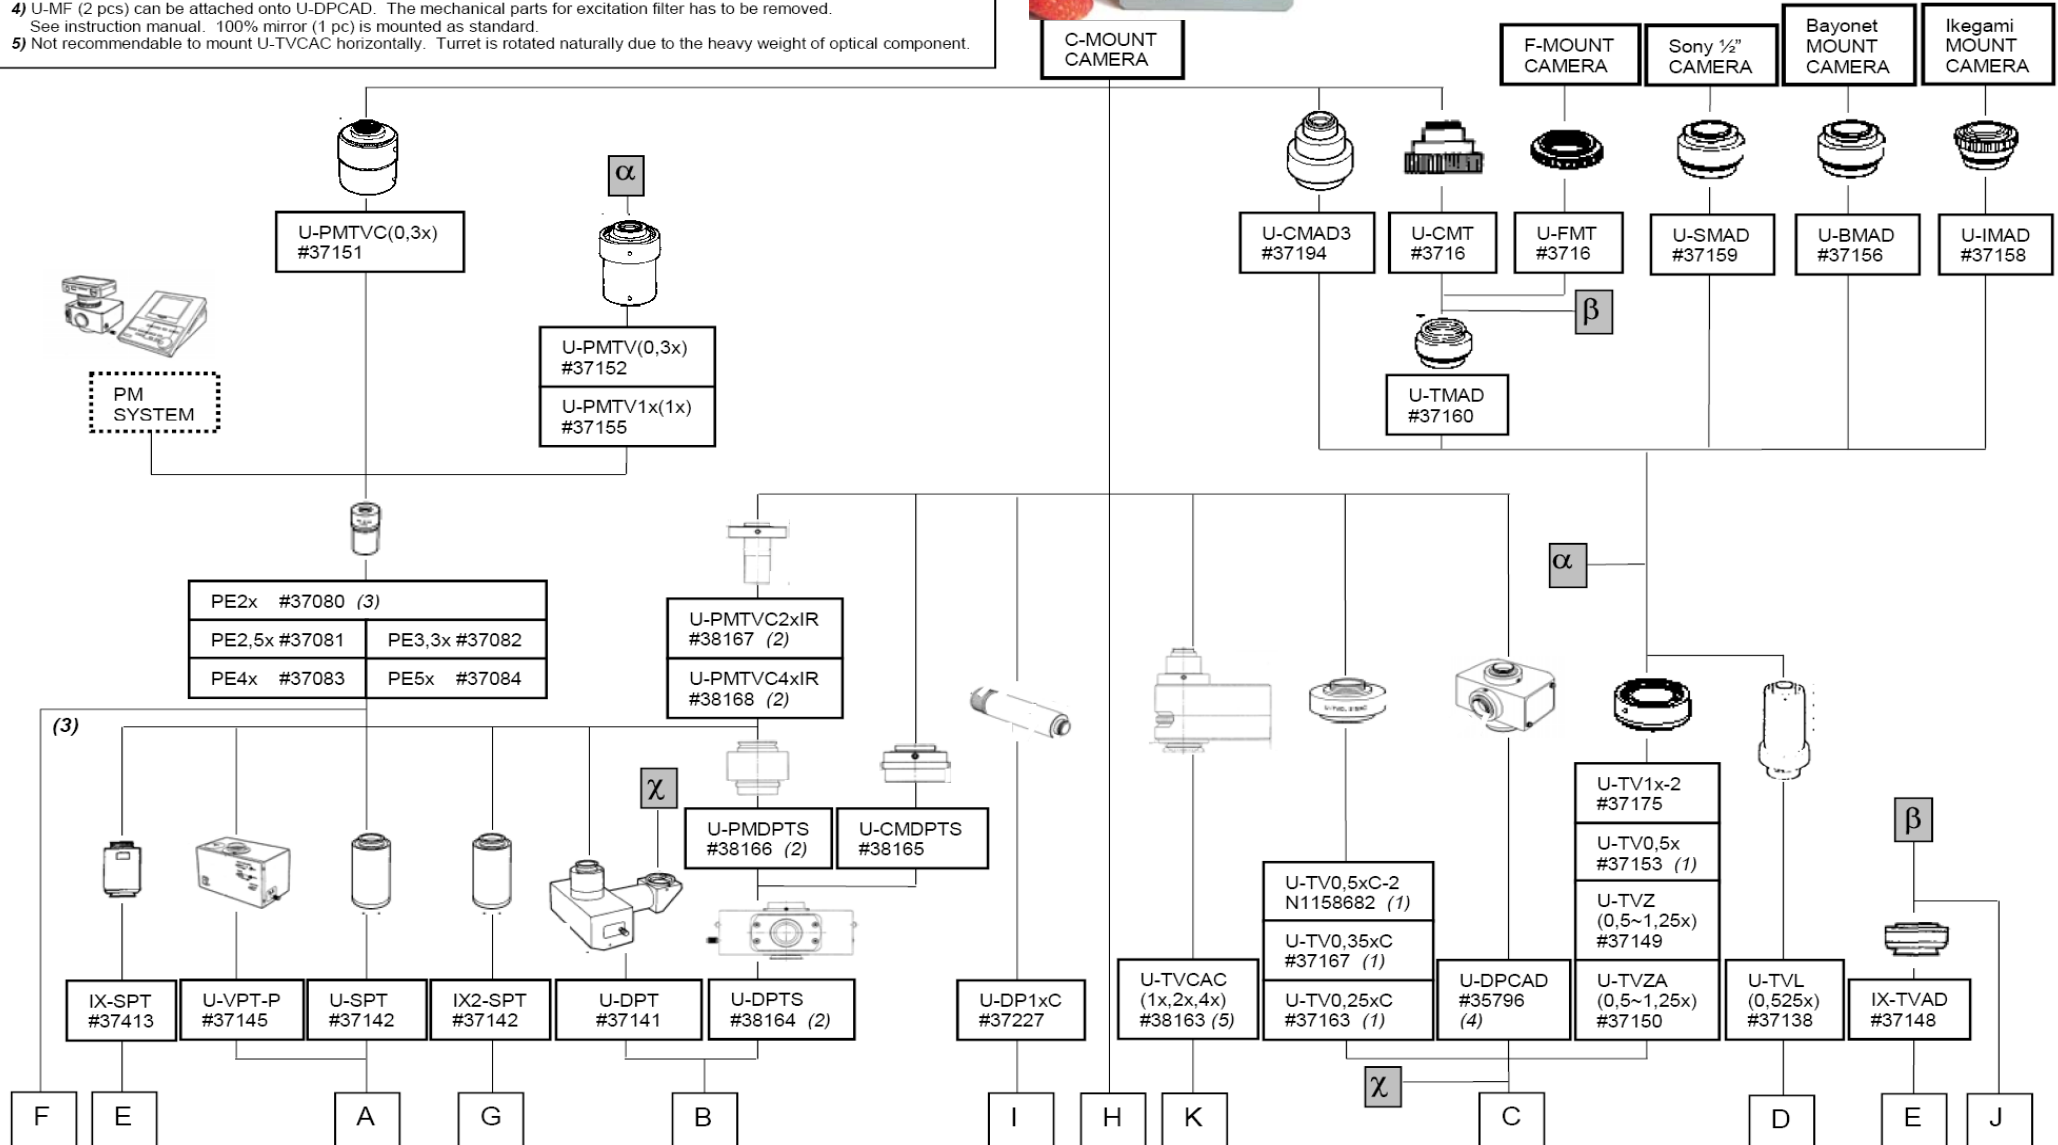 4) U-MF (2 pcs) can be attached onto U-DPCAD. The mechanical parts for excitation filter has to be removed.
See instruction manual. 100% mirror (1 pc) is mounted as standard.
5) Not recommendable to mount U-TVCAC horizontally. Turret is rotated naturally due to the heavy weight of optical component.
C-MOUNT
CAMERA
F-MOUNT
CAMERA
Sony ½”
CAMERA
Bayonet
MOUNT
CAMERA
Ikegami
MOUNT
CAMERA
α
U-PMTVC(0,3x)
#37151
U-CMAD3
#37194
U-CMT
#3716
U-FMT
#3716
U-SMAD
#37159
U-BMAD
#37156
U-IMAD
#37158
β
U-PMTV(0,3x)
#37152
U-PMTV1x(1x)
#37155
PM
SYSTEM
U-TMAD
#37160
α
PE2x #37080 (3)
PE2,5x #37081
PE3,3x #37082
PE4x #37083
PE5x #37084
U-PMTVC2xIR
#38167 (2)
U-PMTVC4xIR
#38168 (2)
(3)
χ
U-PMDPTS
#38166 (2)
U-CMDPTS
#38165
U-TV1x-2
#37175
U-TV0,5x
#37153 (1)
U-TVZ
(0,5~1,25x)
#37149
U-TVZA
(0,5~1,25x)
#37150
β
U-TV0,5xC-2
N1158682 (1)
U-TV0,35xC
#37167 (1)
U-TV0,25xC
#37163 (1)
IX-SPT
#37413
U-VPT-P
#37145
U-SPT
#37142
IX2-SPT
#37142
U-DPT
#37141
U-DPTS
#38164 (2)
U-DP1xC
#37227
U-TVCAC
(1x,2x,4x)
#38163 (5)
U-DPCAD
#35796
(4)
U-TVL
(0,525x)
#37138
IX-TVAD
#37148
χ
F
E
A
G
B
I
H
K
C
D
E
J